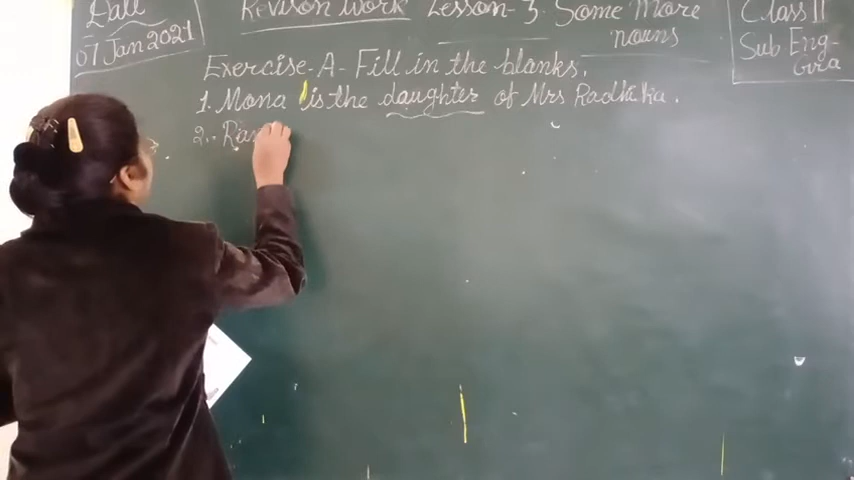 Date
07 Jan 2021
Revison Work Lesson-3 Some More
nouns
Class II
Sub Eng-
Gra
Exercise-A-Fill in the blanks.
1. Mona is the daughter of Mrs Radhika.
2.